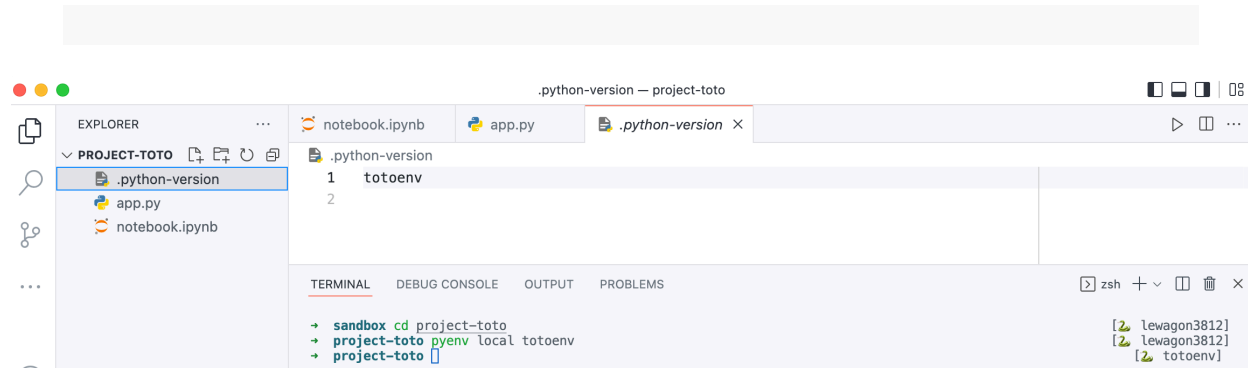 .python-version — project-toto
EXPLORER
notebook.ipynb
app.py
.python-version
PROJECT-TOTO
.python-version
app.py
notebook.ipynb
.python-version
1 totoenv
2
TERMINAL DEBUG CONSOLE OUTPUT PROBLEMS
zsh
→ sandbox cd project-toto [🐍 lewagon3812]
→ project-toto pyenv local totoenv [🐍 lewagon3812]
→ project-toto [🐍 totoenv]